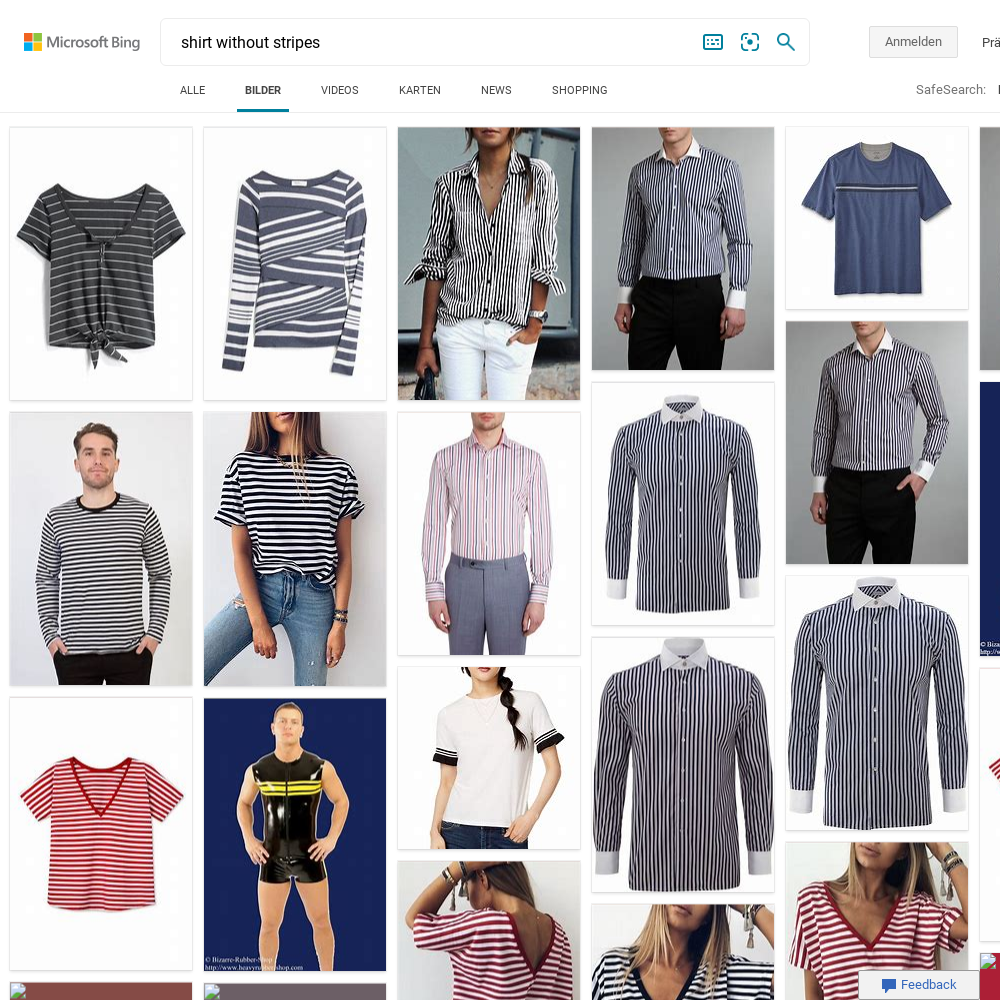 Microsoft Bing
shirt without stripes
Anmelden
Prä
ALLE
BILDER
VIDEOS
KARTEN
NEWS
SHOPPING
SafeSearch:
© Bizarre-Rubber-Shop
http://www.heavyrubbershop.com
Feedback